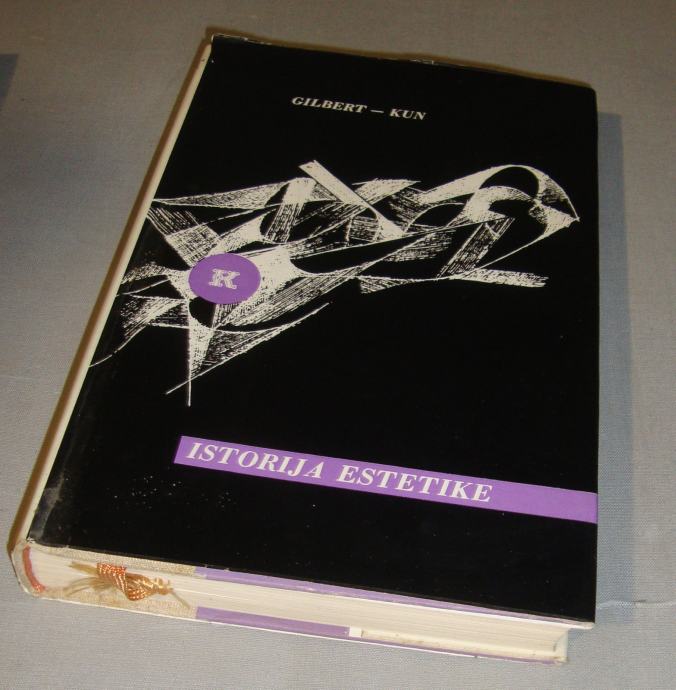 GILBERT — KUN
K
ISTORIJA ESTETIKE